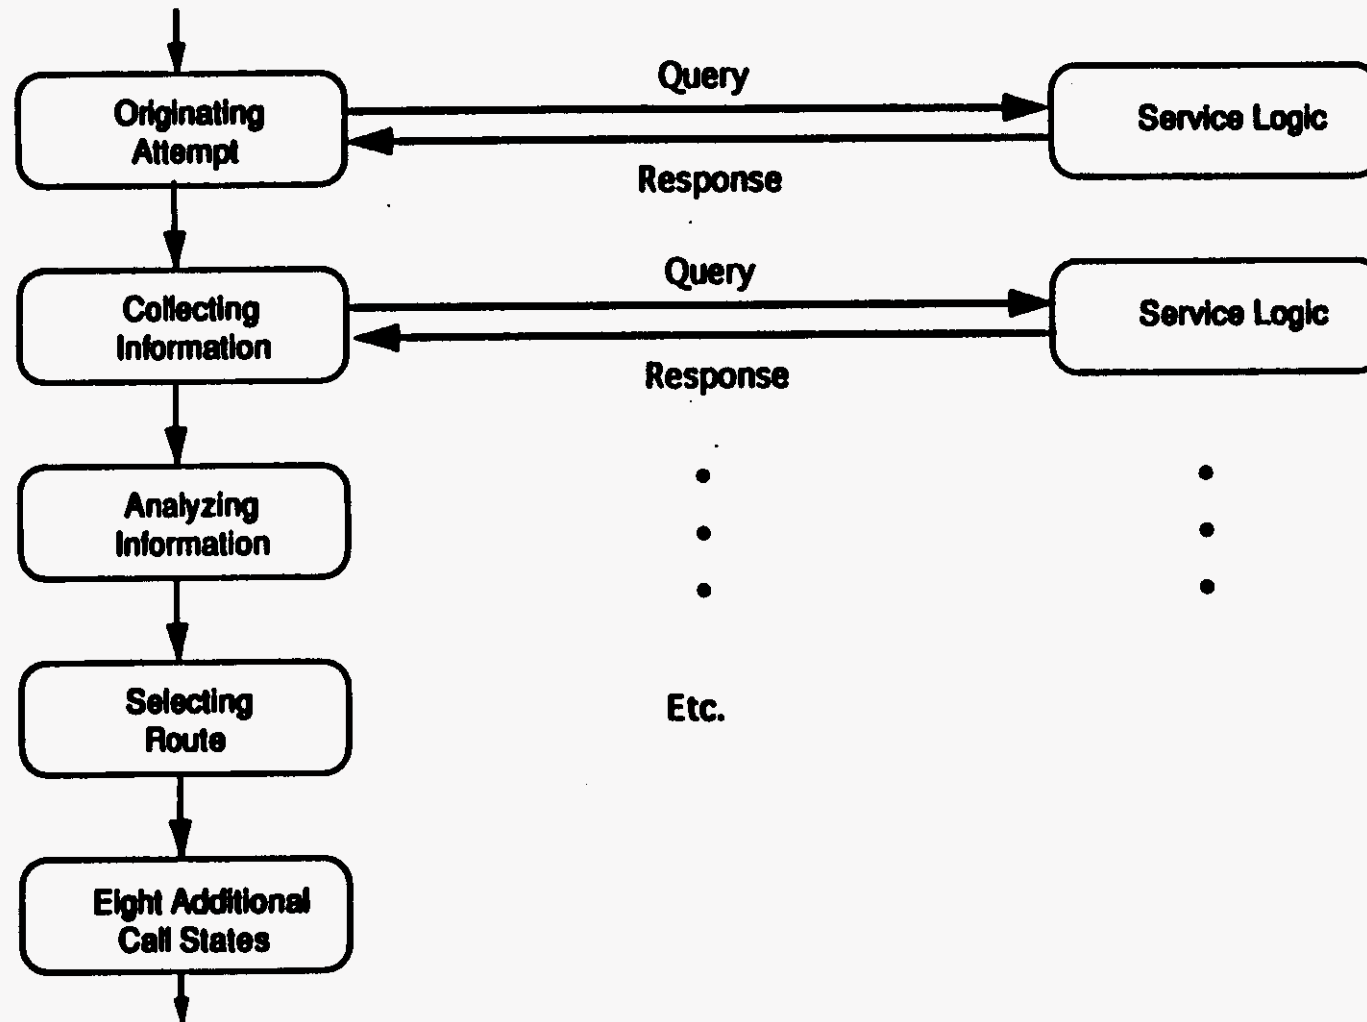 Query
Originating
Attempt
Service Logic
Response
Query
Collecting
Information
Service Logic
Response
Analyzing
Information
Selecting
Route
Etc.
Eight Additional
Call States